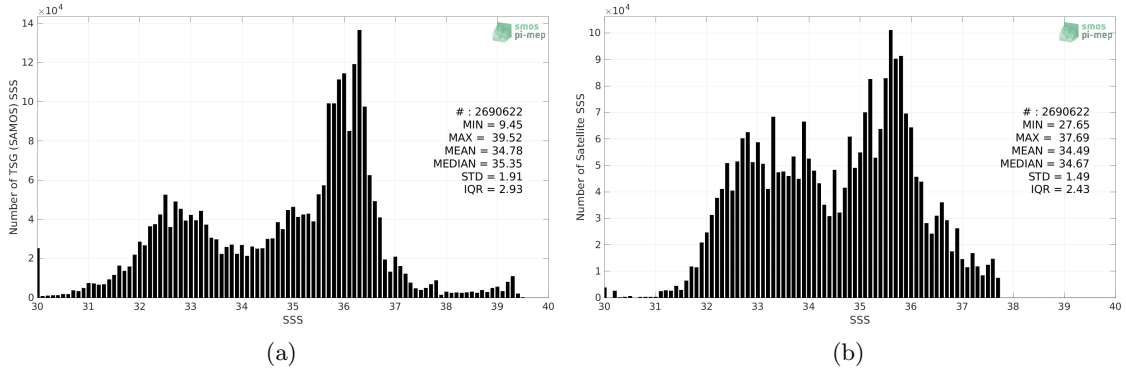 ×10⁴
14
12
10
8
6
4
2
0
Number of TSG (SAMOS) SSS
30 31 32 33 34 35 36 37 38 39 40
SSS
smos
pi-mep
# : 2690622
MIN = 9.45
MAX = 39.52
MEAN = 34.78
MEDIAN = 35.35
STD = 1.91
IQR = 2.93
(a)
×10⁴
10
9
8
7
6
5
4
3
2
1
0
Number of Satellite SSS
30 31 32 33 34 35 36 37 38 39 40
SSS
smos
pi-mep
# : 2690622
MIN = 27.65
MAX = 37.69
MEAN = 34.49
MEDIAN = 34.67
STD = 1.49
IQR = 2.43
(b)